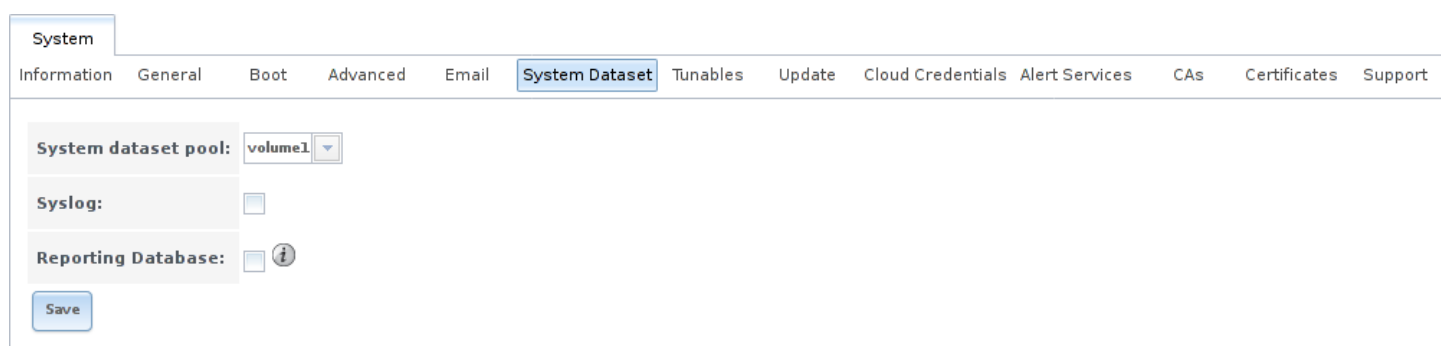 System
Information General Boot Advanced Email System Dataset Tunables Update Cloud Credentials Alert Services CAs Certificates Support
System dataset pool: volume1
Syslog:
Reporting Database: i
Save